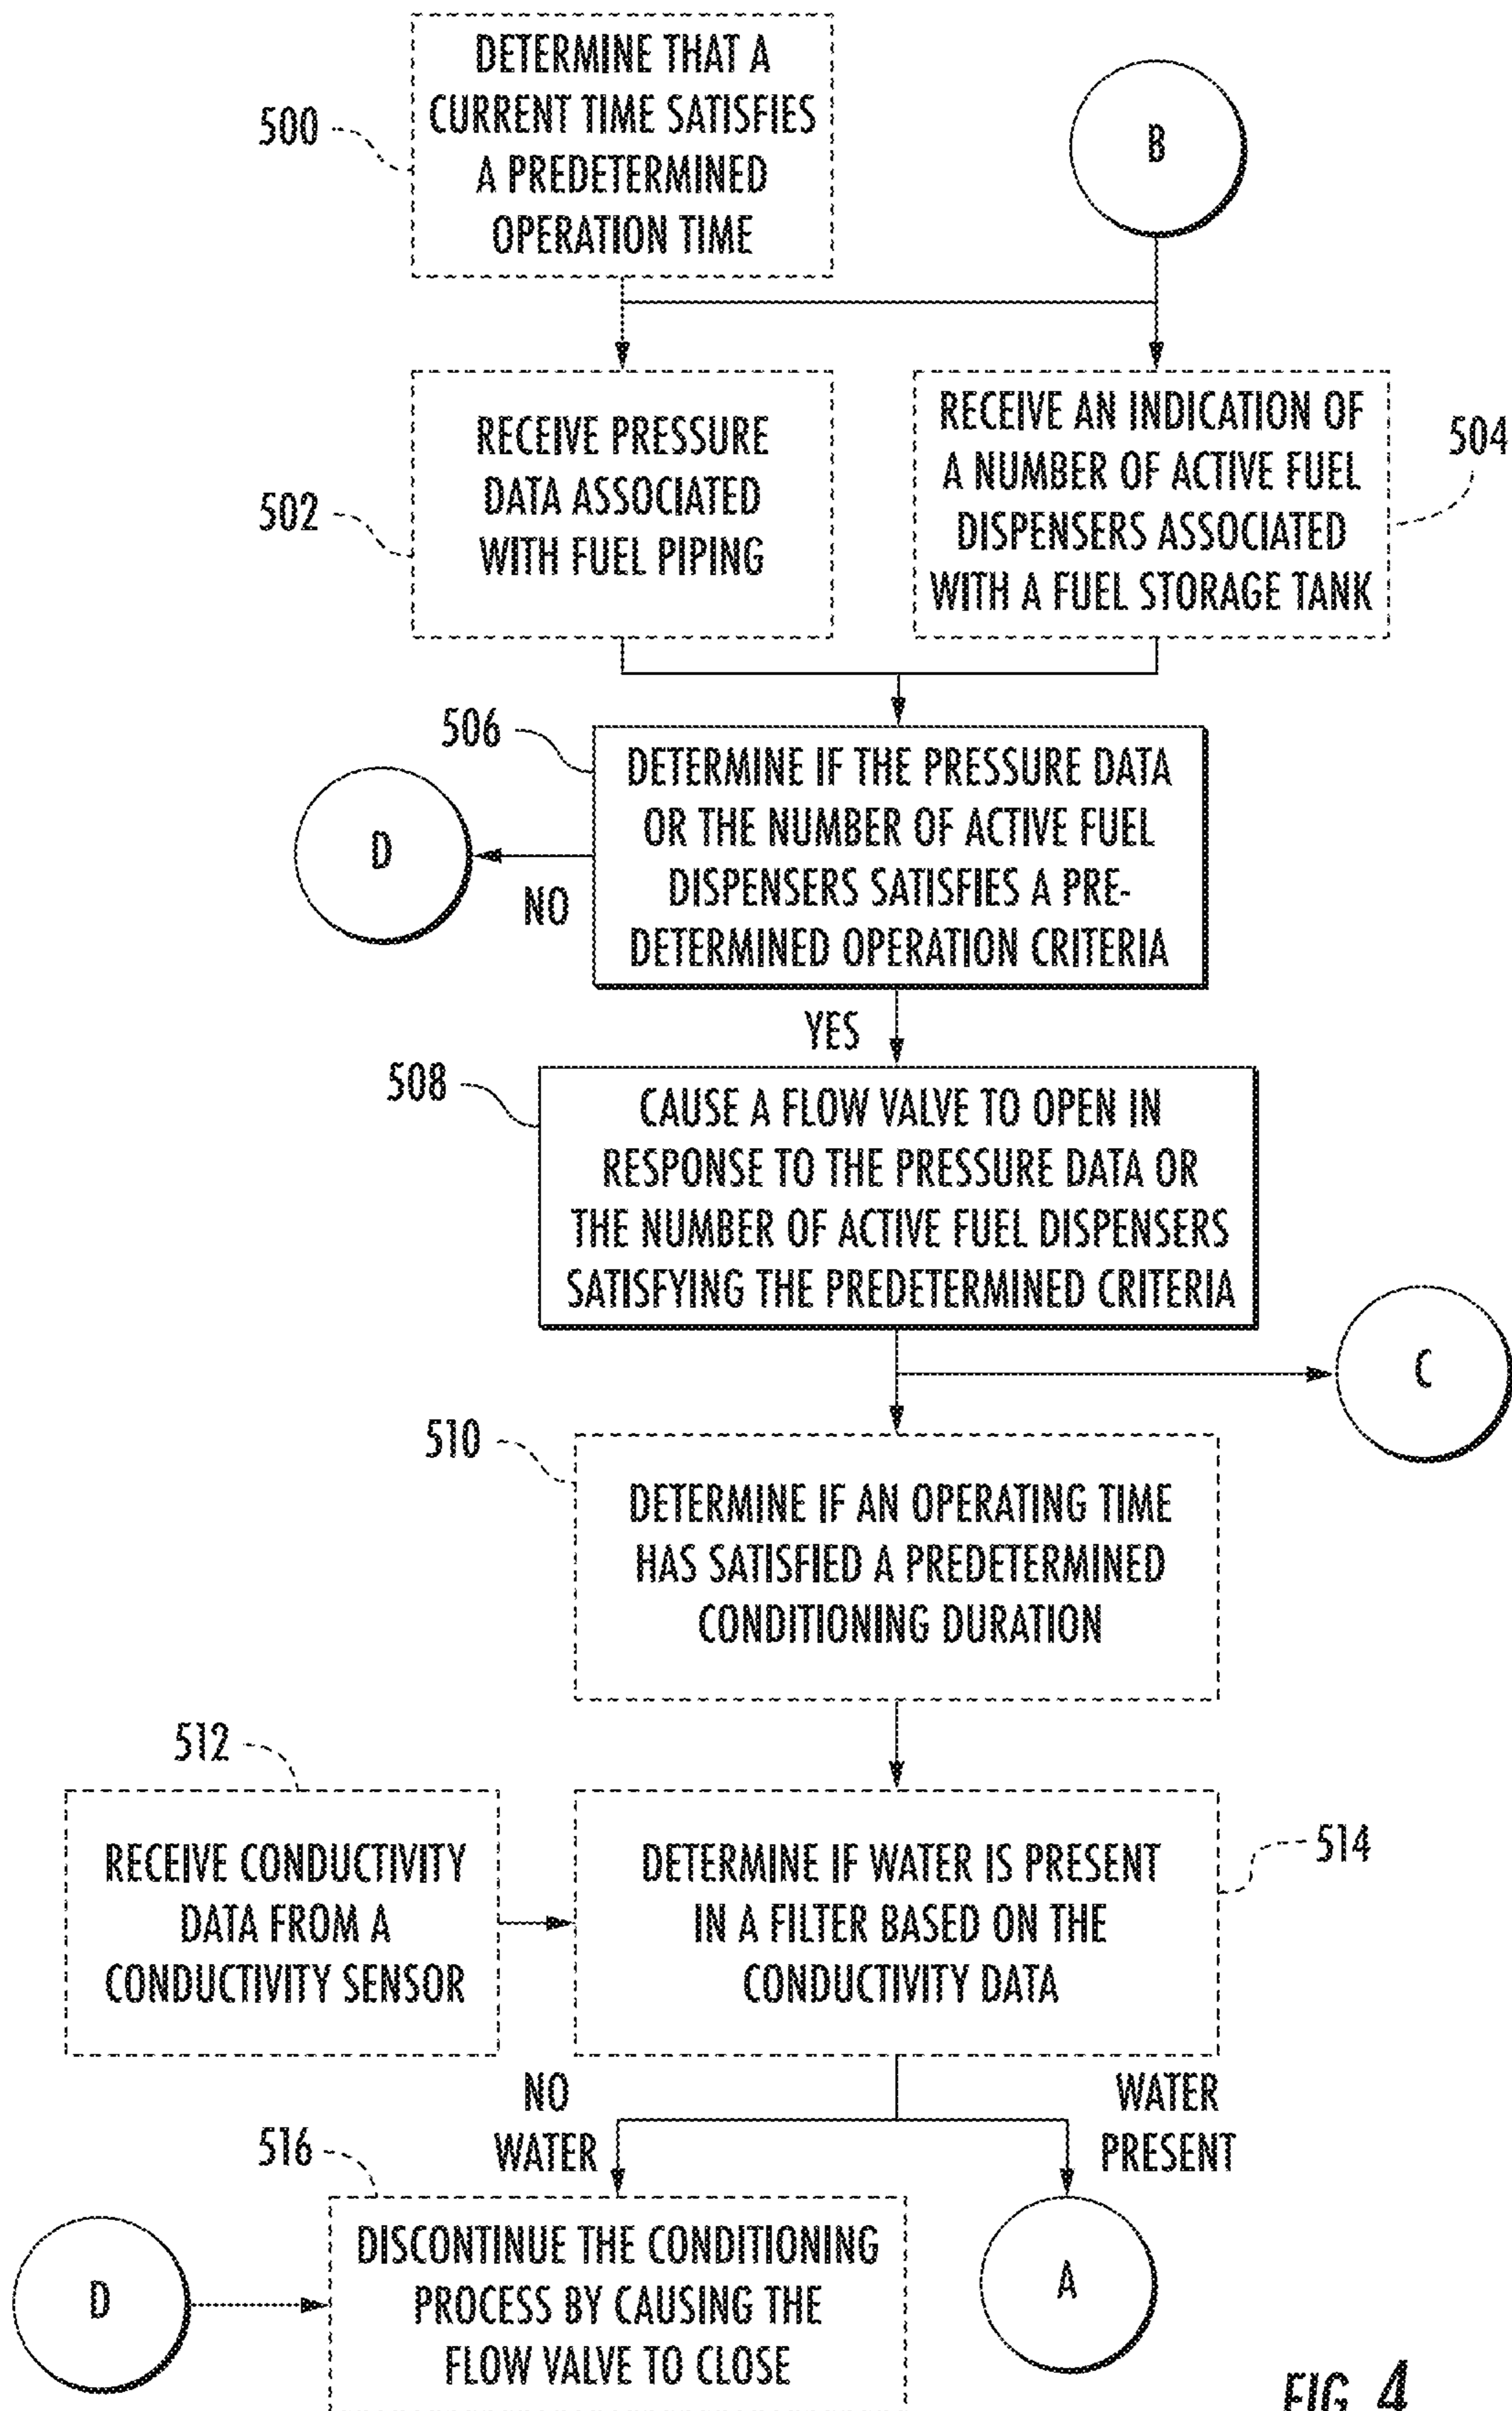 500
DETERMINE THAT A
CURRENT TIME SATISFIES
A PREDETERMINED
OPERATION TIME
B
502
RECEIVE PRESSURE
DATA ASSOCIATED
WITH FUEL PIPING
RECEIVE AN INDICATION OF
A NUMBER OF ACTIVE FUEL
DISPENSERS ASSOCIATED
WITH A FUEL STORAGE TANK
504
506
DETERMINE IF THE PRESSURE DATA
OR THE NUMBER OF ACTIVE FUEL
DISPENSERS SATISFIES A PRE-
DETERMINED OPERATION CRITERIA
D
NO
YES
508
CAUSE A FLOW VALVE TO OPEN IN
RESPONSE TO THE PRESSURE DATA OR
THE NUMBER OF ACTIVE FUEL DISPENSERS
SATISFYING THE PREDETERMINED CRITERIA
C
510
DETERMINE IF AN OPERATING TIME
HAS SATISFIED A PREDETERMINED
CONDITIONING DURATION
512
RECEIVE CONDUCTIVITY
DATA FROM A
CONDUCTIVITY SENSOR
DETERMINE IF WATER IS PRESENT
IN A FILTER BASED ON THE
CONDUCTIVITY DATA
514
NO
WATER
WATER
PRESENT
516
D
DISCONTINUE THE CONDITIONING
PROCESS BY CAUSING THE
FLOW VALVE TO CLOSE
A
FIG. 4